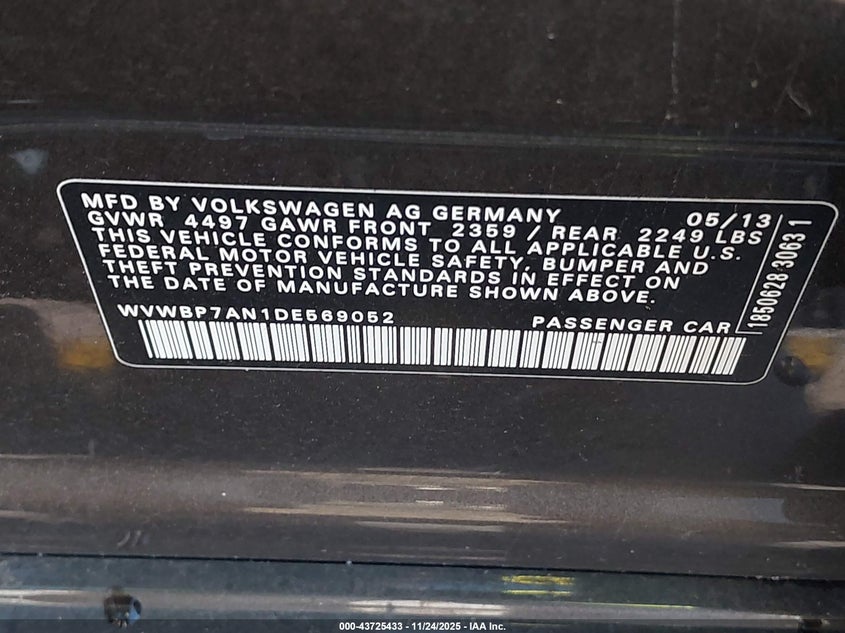 MFD BY VOLKSWAGEN AG GERMANY 05/13
GVWR 4497 GAWR FRONT 2359 / REAR 2249 LBS
THIS VEHICLE CONFORMS TO ALL APPLICABLE U.S.
FEDERAL MOTOR VEHICLE SAFETY, BUMPER AND
THEFT PREVENTION STANDARDS IN EFFECT ON
THE DATE OF MANUFACTURE SHOWN ABOVE.
WVWBP7AN1DE569052 PASSENGER CAR
1850628 30631
000-43725433 - 11/24/2025 - IAA Inc.